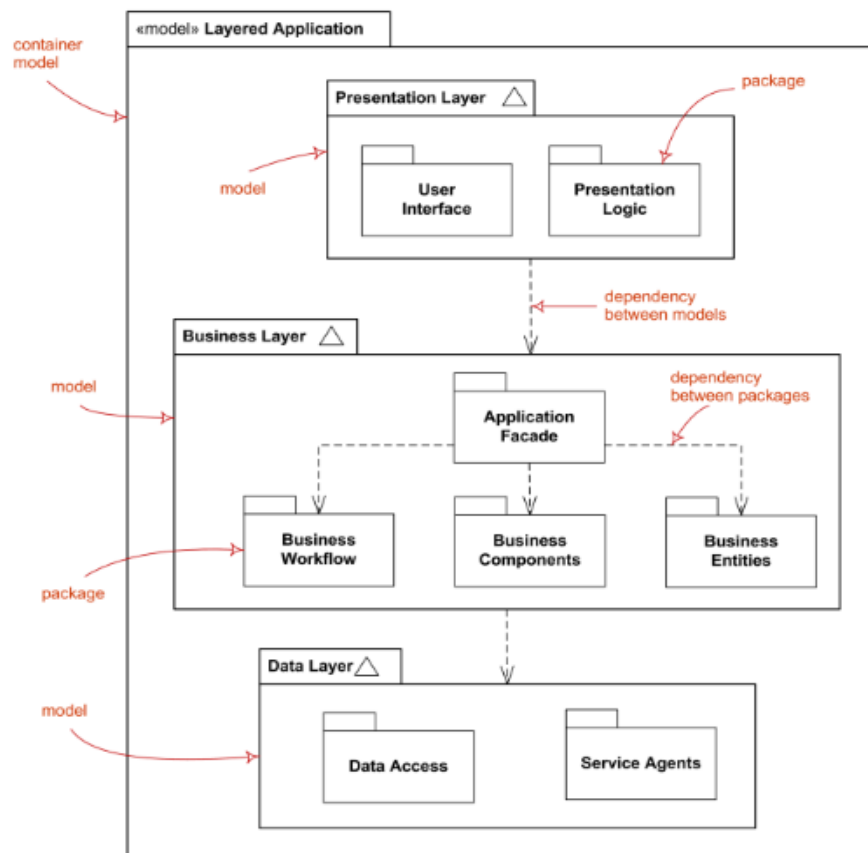 «model» Layered Application
container
model
Presentation Layer
package
model
User
Interface
Presentation
Logic
dependency
between models
Business Layer
model
dependency
between packages
Application
Facade
Business
Workflow
Business
Components
Business
Entities
package
Data Layer
model
Data Access
Service Agents